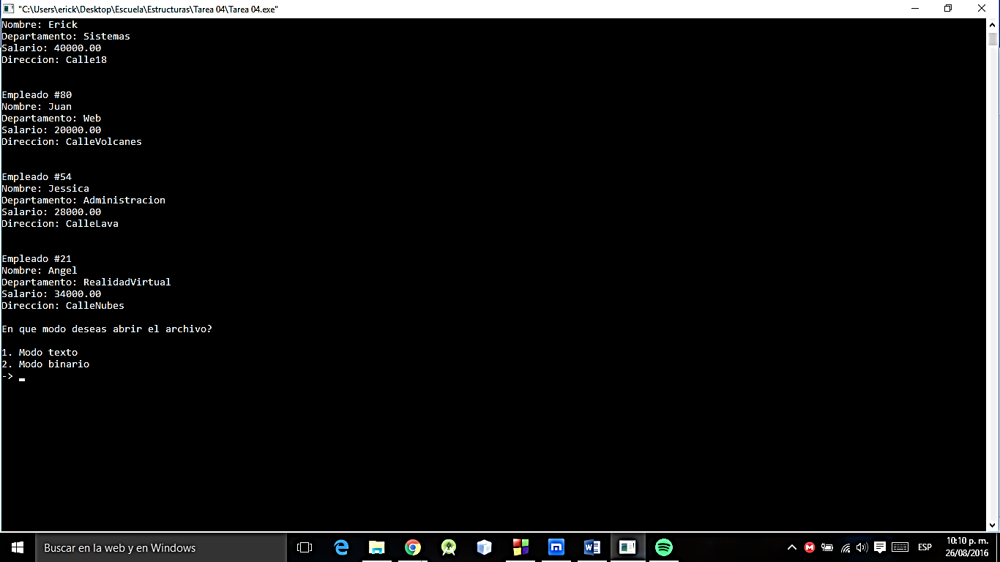 "C:\Users\erick\Desktop\Escuela\Estructuras\Tarea 04\Tarea 04.exe"
Nombre: Erick
Departamento: Sistemas
Salario: 40000.00
Direccion: Calle18
Empleado #80
Nombre: Juan
Departamento: Web
Salario: 20000.00
Direccion: CalleVolcanes
Empleado #54
Nombre: Jessica
Departamento: Administracion
Salario: 28000.00
Direccion: CalleLava
Empleado #21
Nombre: Angel
Departamento: RealidadVirtual
Salario: 34000.00
Direccion: CalleNubes
En que modo deseas abrir el archivo?
1. Modo texto
2. Modo binario
-> _
Buscar en la web y en Windows
ESP
10:10 p. m.
26/08/2016